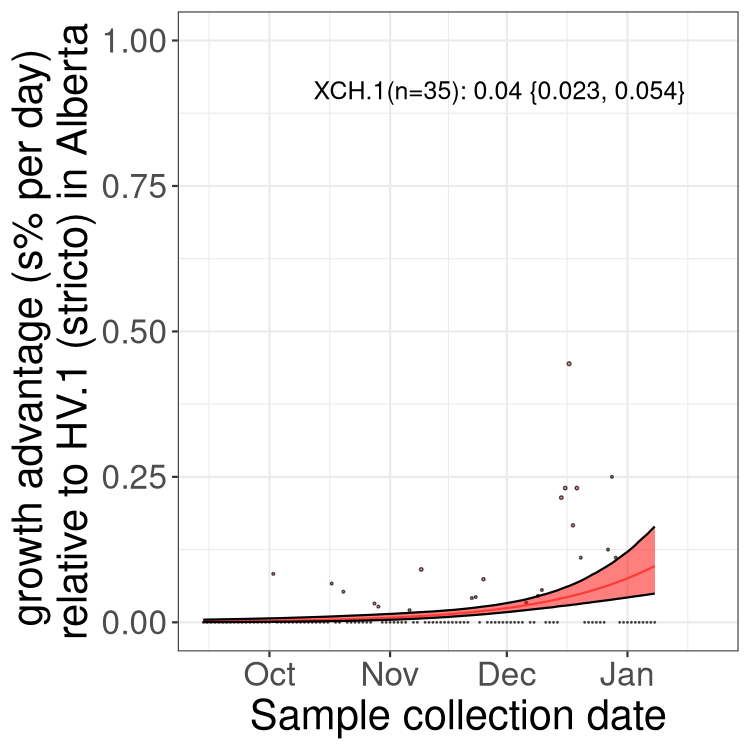 growth advantage (s% per day)
relative to HV.1 (stricto) in Alberta
1.00
0.75
0.50
0.25
0.00
XCH.1(n=35): 0.04 {0.023, 0.054}
Oct Nov Dec Jan
Sample collection date